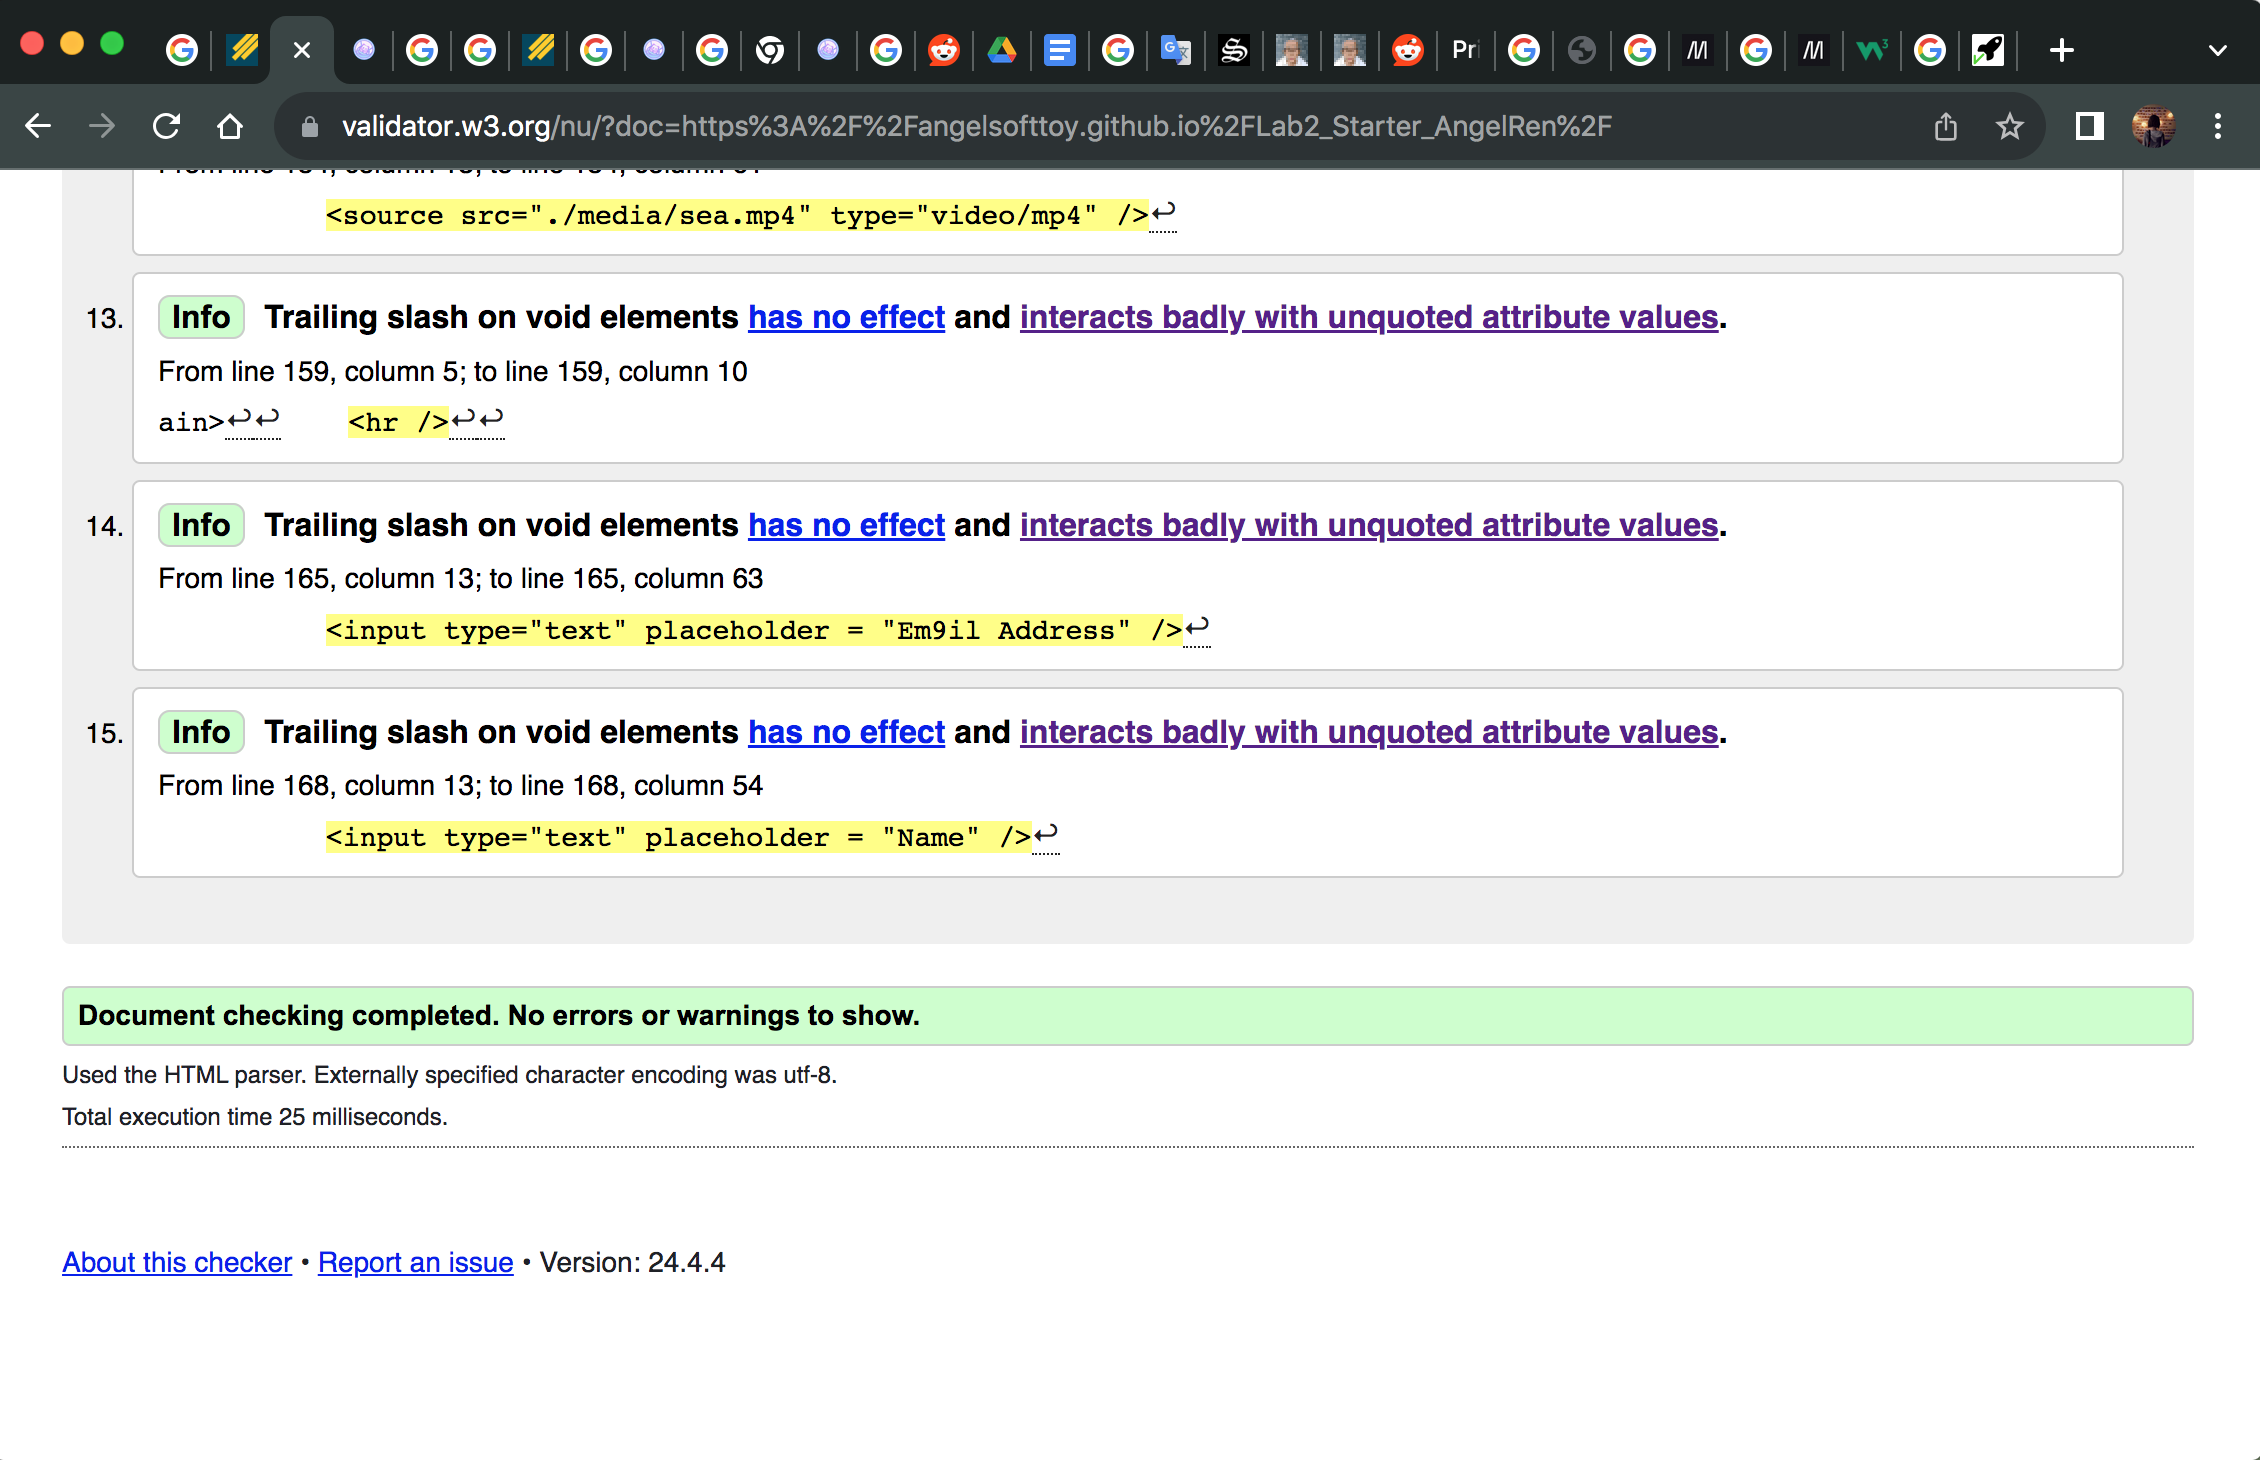 Pri
validator.w3.org/nu/?doc=https%3A%2F%2Fangelsofttoy.github.io%2FLab2_Starter_AngelRen%2F
<source src="./media/sea.mp4" type="video/mp4" />↩
13. Info Trailing slash on void elements has no effect and interacts badly with unquoted attribute values.
From line 159, column 5; to line 159, column 10
ain>↩↩    <hr />↩↩
14. Info Trailing slash on void elements has no effect and interacts badly with unquoted attribute values.
From line 165, column 13; to line 165, column 63
<input type="text" placeholder = "Em9il Address" />↩
15. Info Trailing slash on void elements has no effect and interacts badly with unquoted attribute values.
From line 168, column 13; to line 168, column 54
<input type="text" placeholder = "Name" />↩
Document checking completed. No errors or warnings to show.
Used the HTML parser. Externally specified character encoding was utf-8.
Total execution time 25 milliseconds.
About this checker • Report an issue • Version: 24.4.4